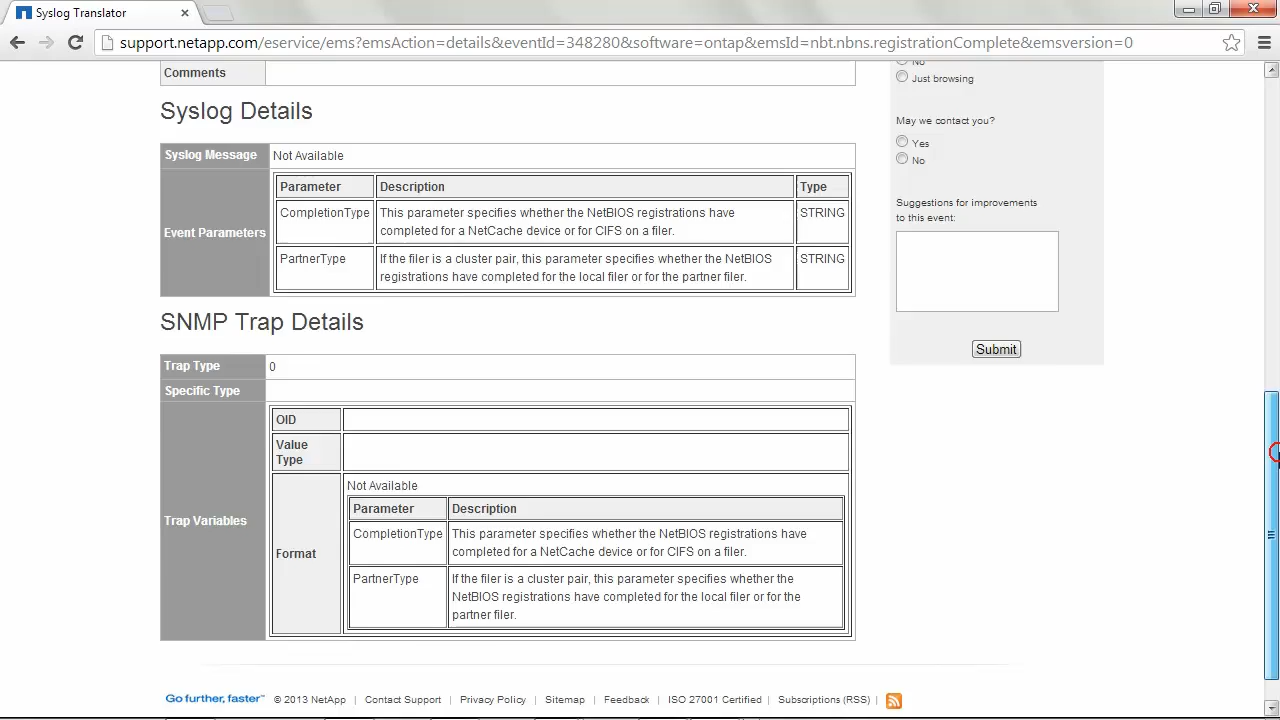 Syslog Translator
support.netapp.com/eservice/ems?emsAction=details&eventId=348280&software=ontap&emsId=nbt.nbns.registrationComplete&emsversion=0
Comments
Syslog Details
Syslog Message
Not Available
Event Parameters
Parameter
Description
Type
CompletionType
This parameter specifies whether the NetBIOS registrations have
completed for a NetCache device or for CIFS on a filer.
STRING
PartnerType
If the filer is a cluster pair, this parameter specifies whether the NetBIOS
registrations have completed for the local filer or for the partner filer.
STRING
SNMP Trap Details
Trap Type
0
Specific Type
Trap Variables
OID
Value
Type
Format
Not Available
Parameter
Description
CompletionType
This parameter specifies whether the NetBIOS registrations have
completed for a NetCache device or for CIFS on a filer.
PartnerType
If the filer is a cluster pair, this parameter specifies whether the
NetBIOS registrations have completed for the local filer or for the
partner filer.
No
Just browsing
May we contact you?
Yes
No
Suggestions for improvements
to this event:
Submit
Go further, faster™ © 2013 NetApp | Contact Support | Privacy Policy | Sitemap | Feedback | ISO 27001 Certified | Subscriptions (RSS) |